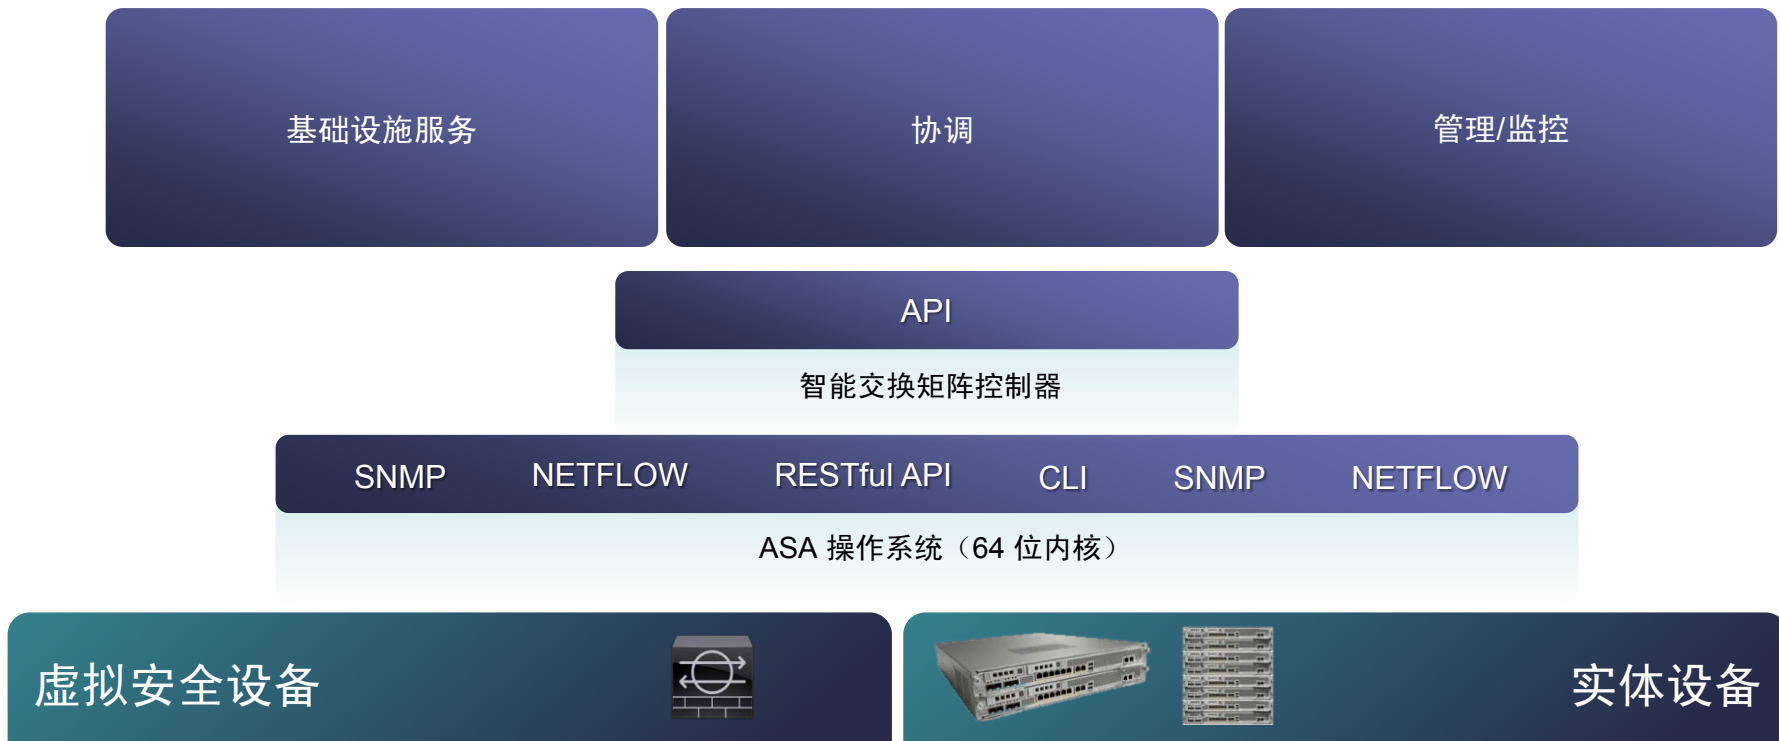 基础设施服务
协调
管理/监控
API
智能交换矩阵控制器
SNMP NETFLOW RESTful API CLI SNMP NETFLOW
ASA 操作系统（64 位内核）
虚拟安全设备
实体设备